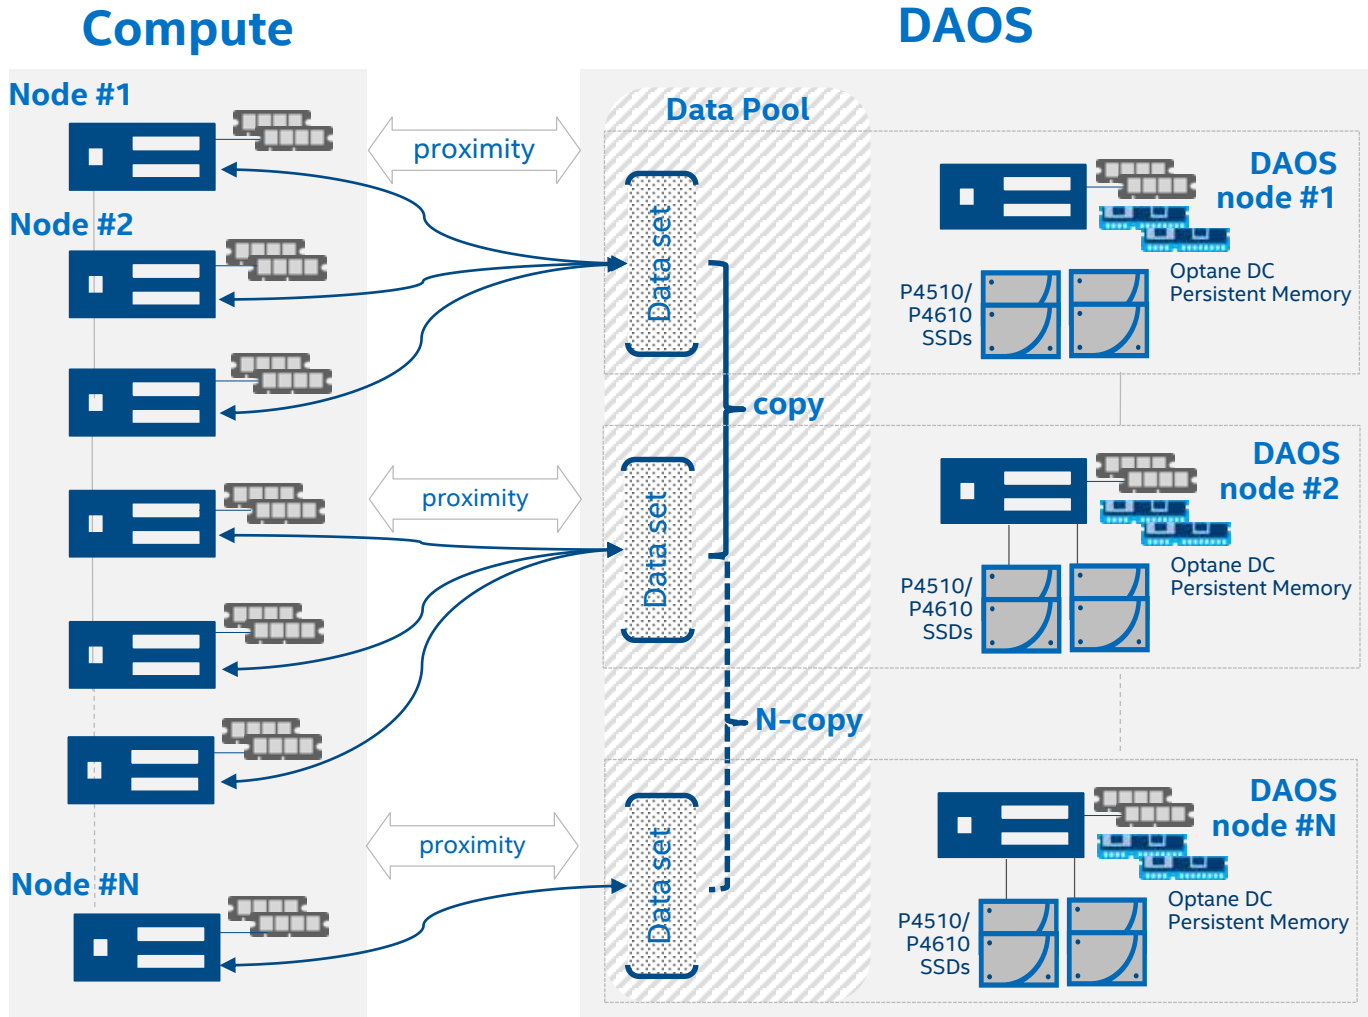 Compute
DAOS
Node #1
Node #2
Node #N
proximity
proximity
proximity
Data Pool
Data set
Data set
Data set
copy
N-copy
DAOS
node #1
Optane DC
Persistent Memory
P4510/
P4610
SSDs
DAOS
node #2
Optane DC
Persistent Memory
P4510/
P4610
SSDs
DAOS
node #N
Optane DC
Persistent Memory
P4510/
P4610
SSDs